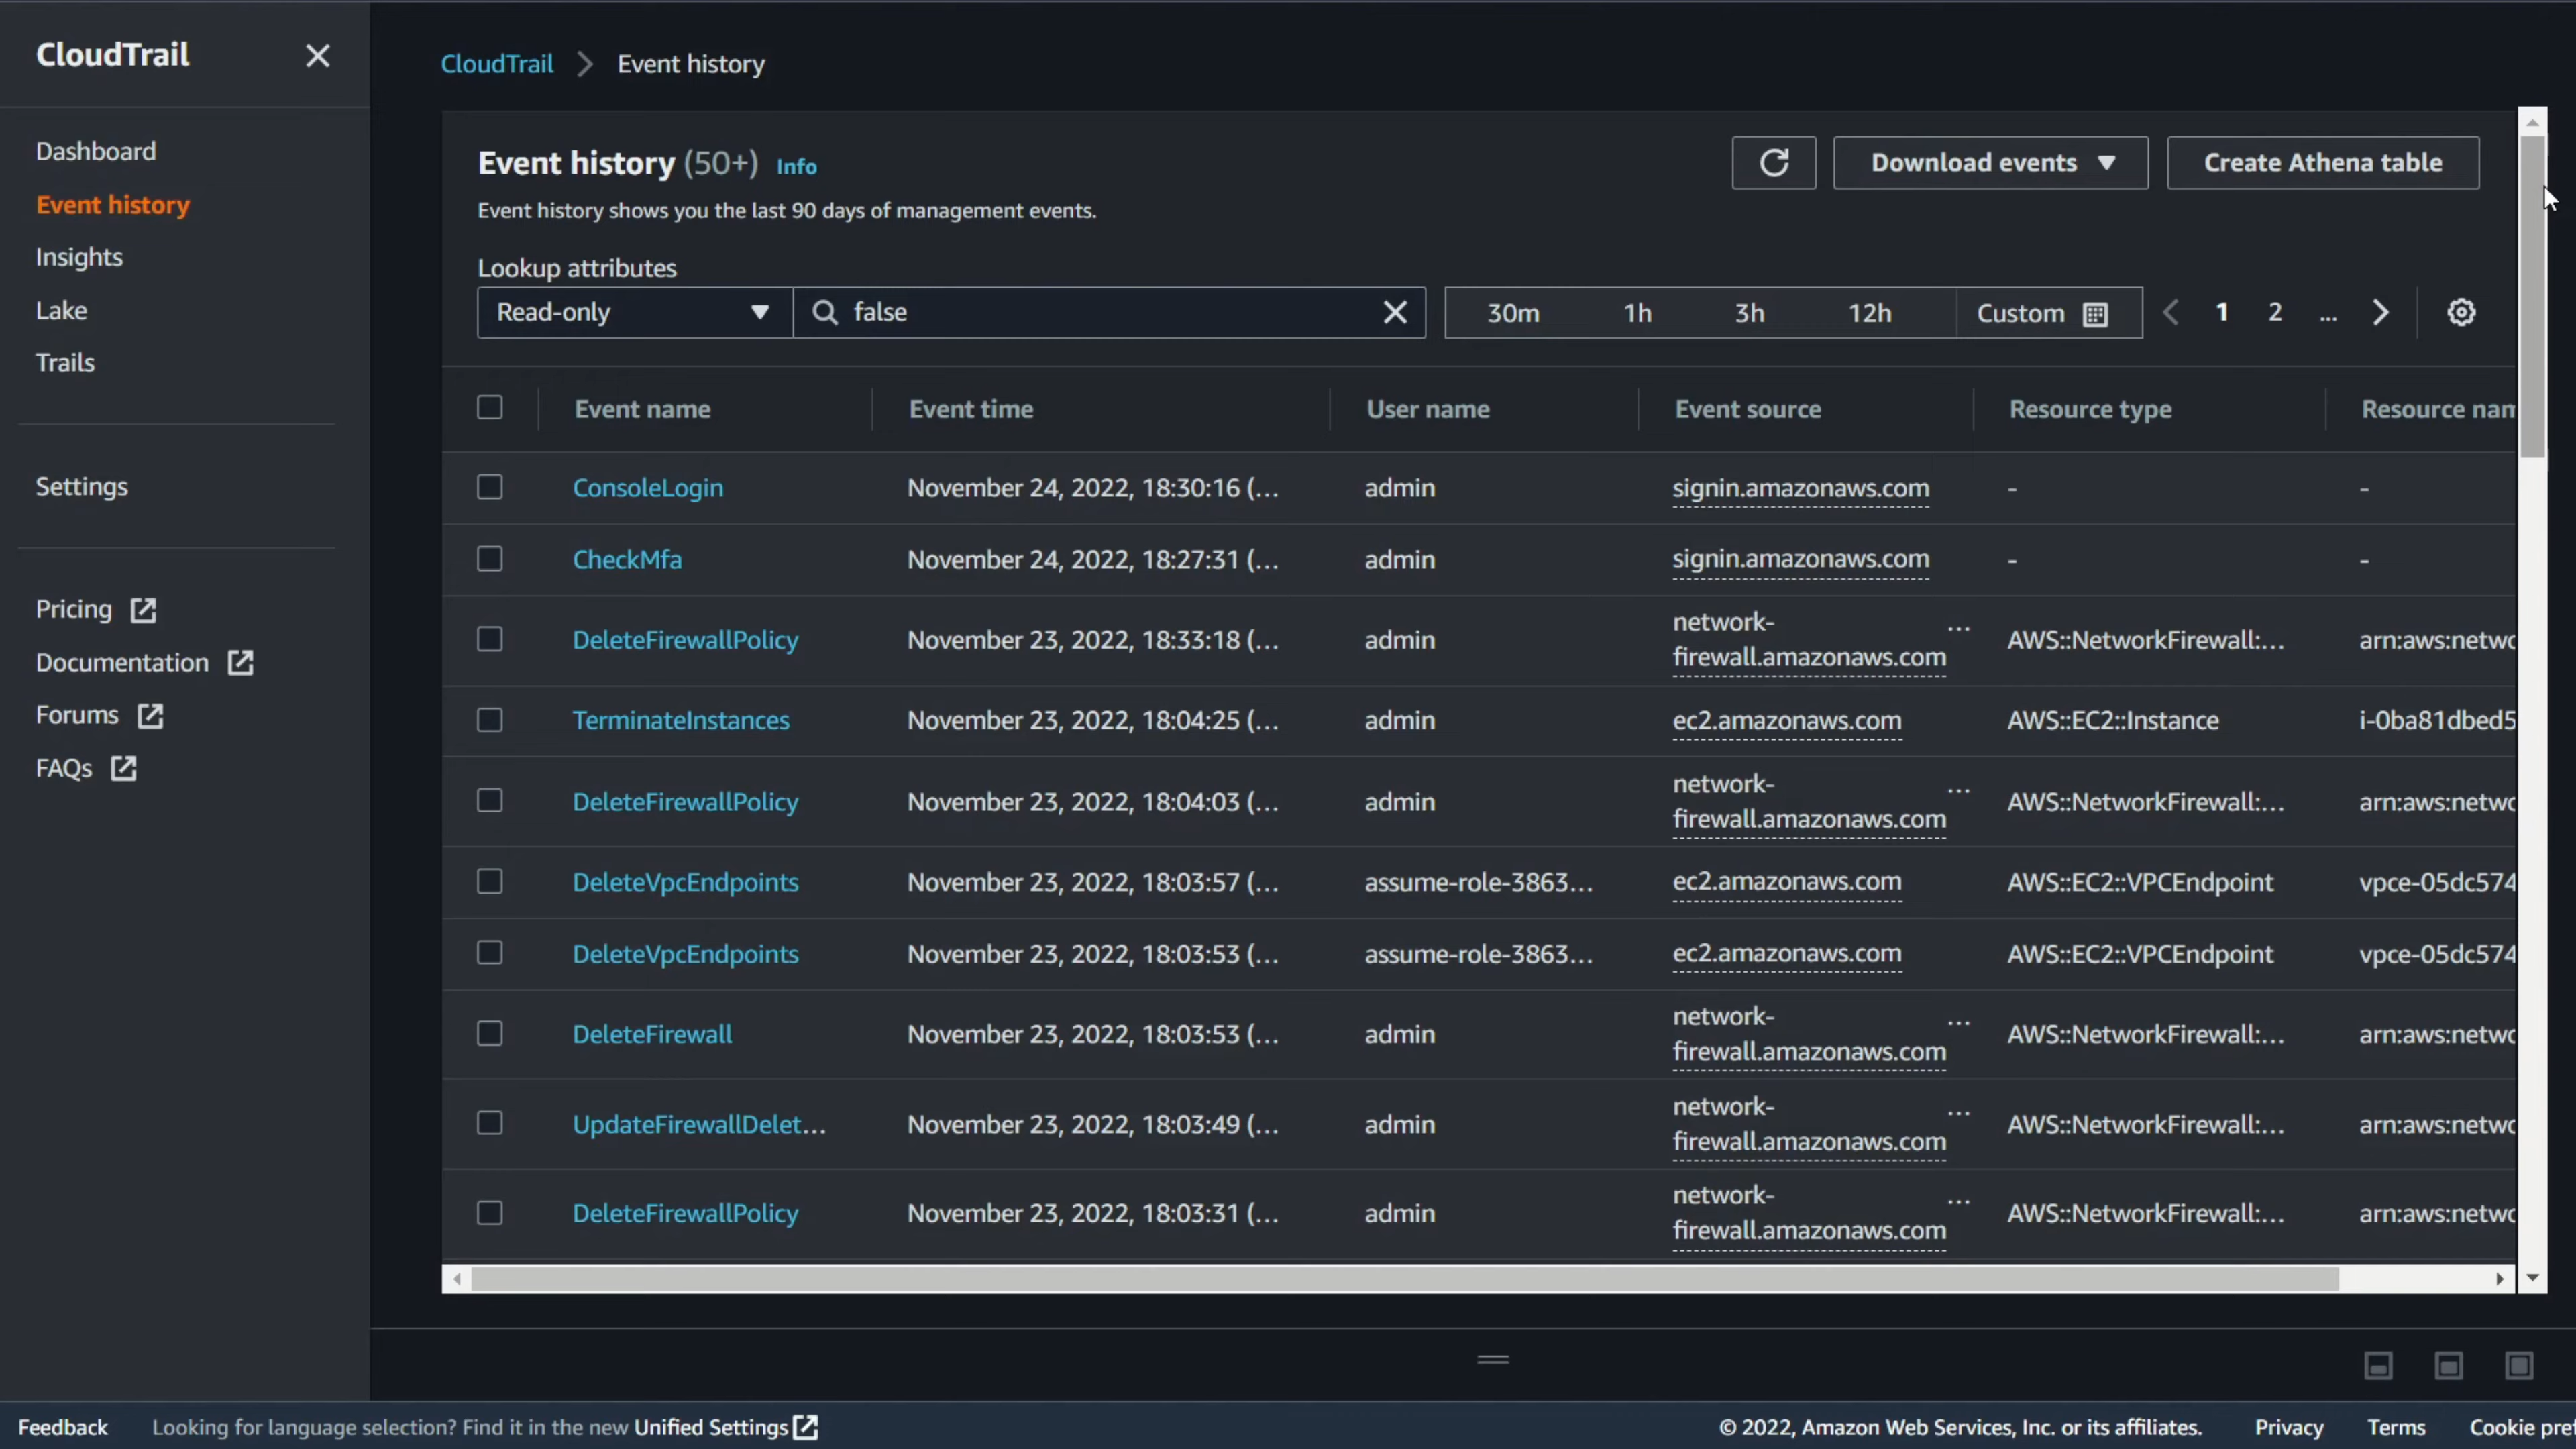 CloudTrail
Dashboard
Event history
Insights
Lake
Trails
Settings
Pricing
Documentation
Forums
FAQs
CloudTrail Event history
Event history (50+) Info
Event history shows you the last 90 days of management events.
Download events
Create Athena table
Lookup attributes
Read-only false 30m 1h 3h 12h Custom 1 2 ...
Event name Event time User name Event source Resource type Resource nam
ConsoleLogin November 24, 2022, 18:30:16 (... admin signin.amazonaws.com - -
CheckMfa November 24, 2022, 18:27:31 (... admin signin.amazonaws.com - -
DeleteFirewallPolicy November 23, 2022, 18:33:18 (... admin network- ...
firewall.amazonaws.com AWS::NetworkFirewall:... arn:aws:netwo
TerminateInstances November 23, 2022, 18:04:25 (... admin ec2.amazonaws.com AWS::EC2::Instance i-0ba81dbed5
DeleteFirewallPolicy November 23, 2022, 18:04:03 (... admin network- ...
firewall.amazonaws.com AWS::NetworkFirewall:... arn:aws:netwo
DeleteVpcEndpoints November 23, 2022, 18:03:57 (... assume-role-3863... ec2.amazonaws.com AWS::EC2::VPCEndpoint vpce-05dc574
DeleteVpcEndpoints November 23, 2022, 18:03:53 (... assume-role-3863... ec2.amazonaws.com AWS::EC2::VPCEndpoint vpce-05dc574
DeleteFirewall November 23, 2022, 18:03:53 (... admin network- ...
firewall.amazonaws.com AWS::NetworkFirewall:... arn:aws:netwo
UpdateFirewallDelet... November 23, 2022, 18:03:49 (... admin network- ...
firewall.amazonaws.com AWS::NetworkFirewall:... arn:aws:netwo
DeleteFirewallPolicy November 23, 2022, 18:03:31 (... admin network- ...
firewall.amazonaws.com AWS::NetworkFirewall:... arn:aws:netwo
Feedback Looking for language selection? Find it in the new Unified Settings © 2022, Amazon Web Services, Inc. or its affiliates. Privacy Terms Cookie pref